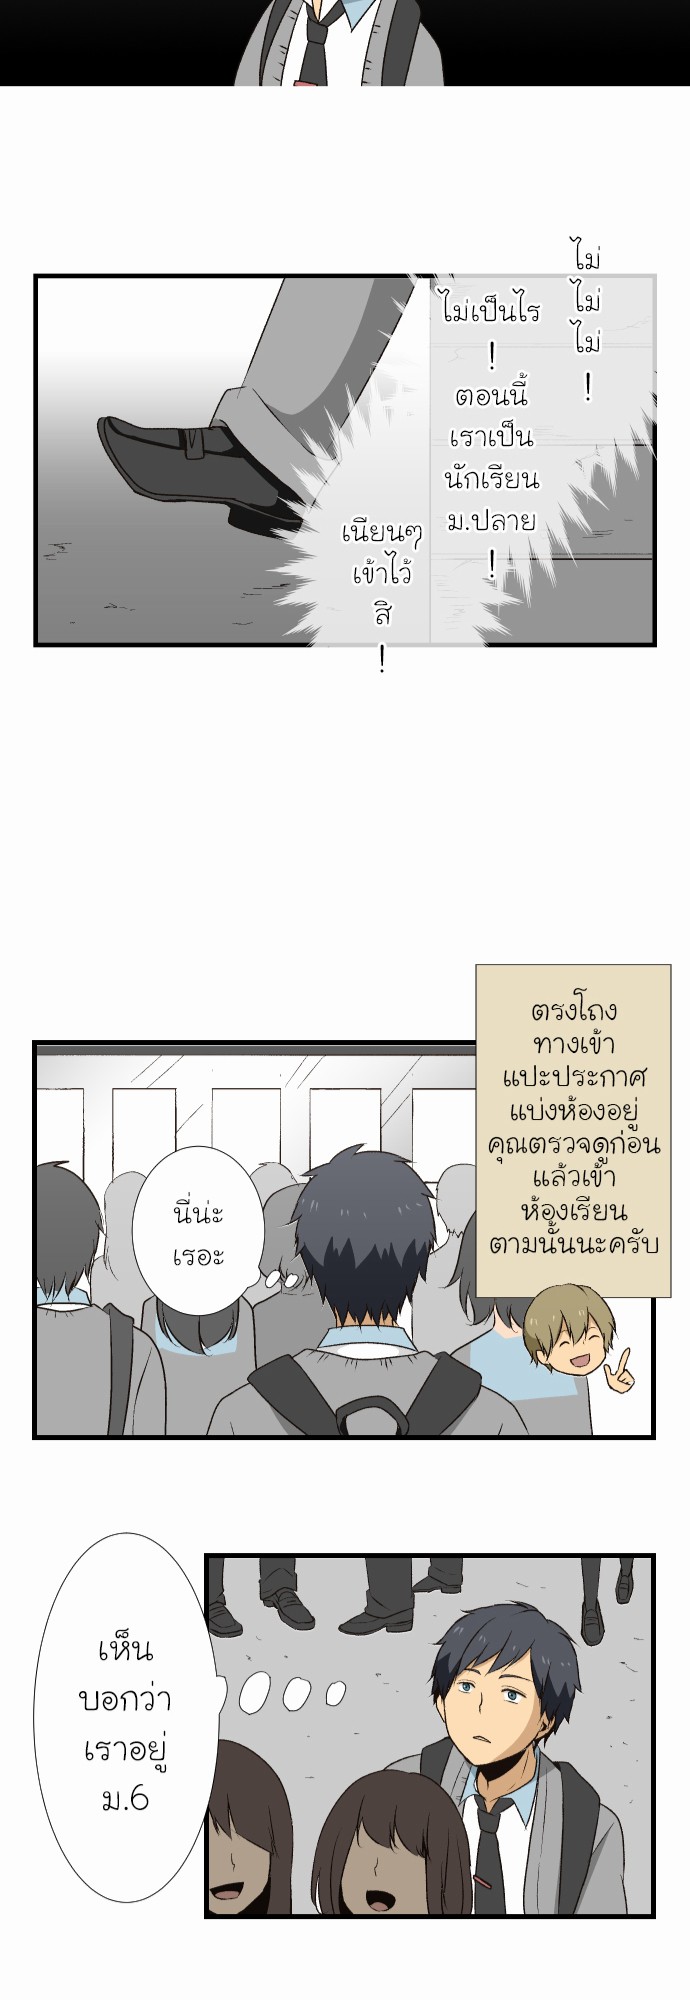 ไม่
ไม่
ไม่
!
ไม่เป็นไร
!
ตอนนี้
เราเป็น
นักเรียน
ม.ปลาย
!
เนียนๆ
เข้าไว้
สิ
!
ตรงโถง
ทางเข้า
แปะประกาศ
แบ่งห้องอยู่
คุณตรวจดูก่อน
แล้วเข้า
ห้องเรียน
ตามนั้นนะครับ
นี่น่ะ
เรอะ
เห็น
บอกว่า
เราอยู่
ม.6